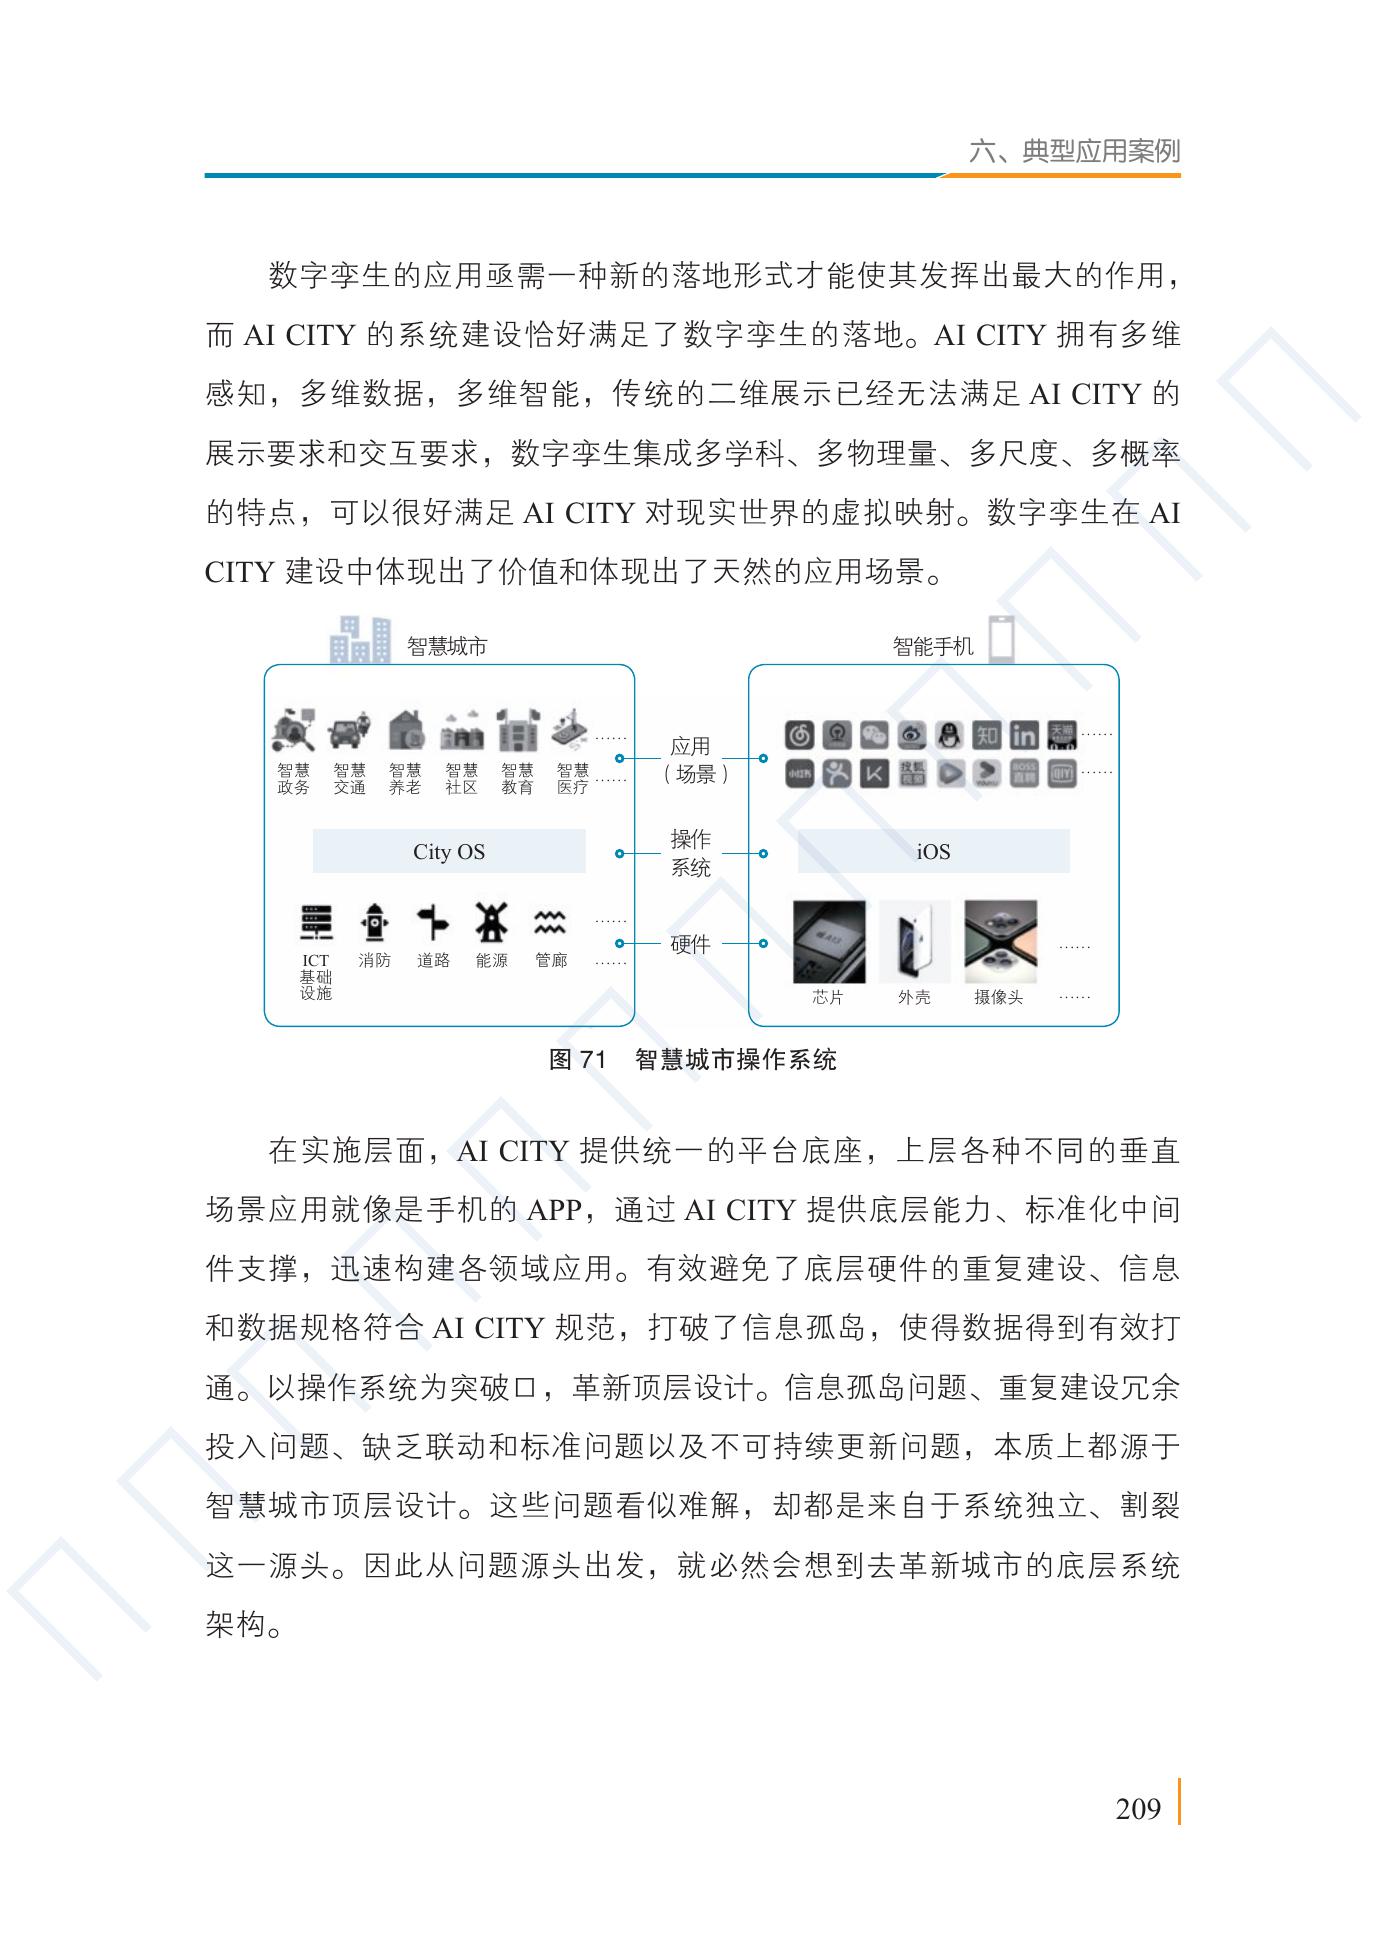 六、典型应用案例
数字孪生的应用亟需一种新的落地形式才能使其发挥出最大的作用，
而 AI CITY 的系统建设恰好满足了数字孪生的落地。AI CITY 拥有多维
感知，多维数据，多维智能，传统的二维展示已经无法满足 AI CITY 的
展示要求和交互要求，数字孪生集成多学科、多物理量、多尺度、多概率
的特点，可以很好满足 AI CITY 对现实世界的虚拟映射。数字孪生在 AI
CITY 建设中体现出了价值和体现出了天然的应用场景。
智慧城市
智能手机
智慧 智慧 智慧 智慧 智慧 智慧 ……
政务 交通 养老 社区 教育 医疗 ……
应用
（场景）
知 in 天猫 ……
小红书 K 搜狐视频 BOSS直聘 QIY ……
City OS
操作
系统
iOS
ICT 消防 道路 能源 管廊 ……
基础
设施
……
硬件
A13
芯片 外壳 摄像头 ……
……
图 71 智慧城市操作系统
在实施层面，AI CITY 提供统一的平台底座，上层各种不同的垂直
场景应用就像是手机的 APP，通过 AI CITY 提供底层能力、标准化中间
件支撑，迅速构建各领域应用。有效避免了底层硬件的重复建设、信息
和数据规格符合 AI CITY 规范，打破了信息孤岛，使得数据得到有效打
通。以操作系统为突破口，革新顶层设计。信息孤岛问题、重复建设冗余
投入问题、缺乏联动和标准问题以及不可持续更新问题，本质上都源于
智慧城市顶层设计。这些问题看似难解，却都是来自于系统独立、割裂
这一源头。因此从问题源头出发，就必然会想到去革新城市的底层系统
架构。
209